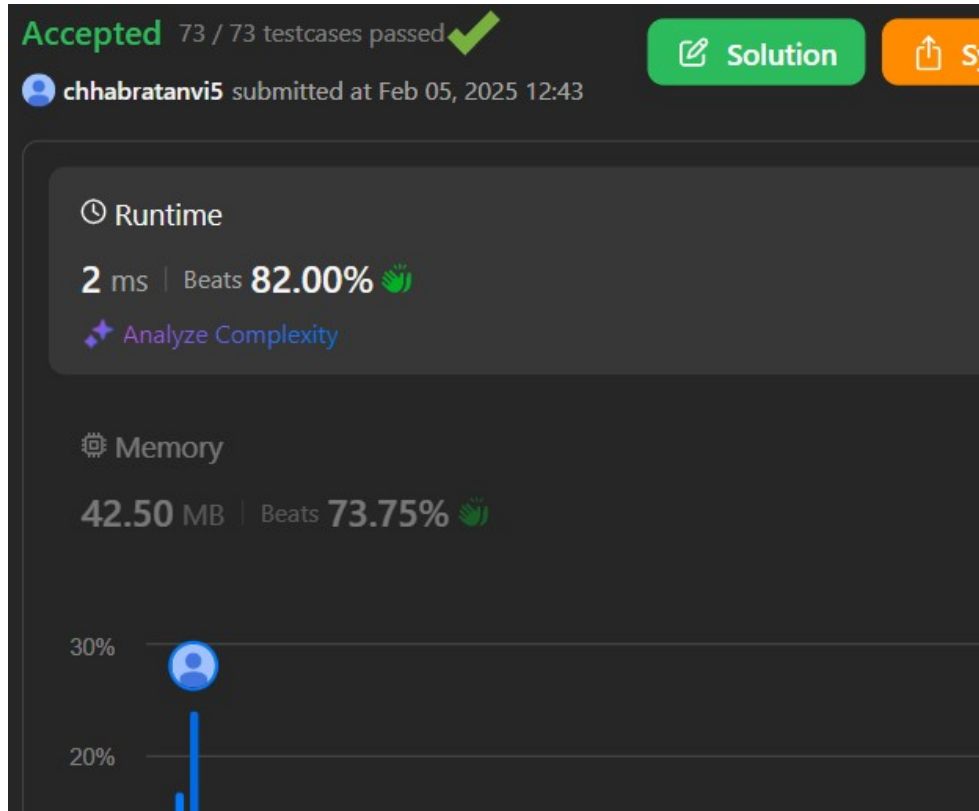 Accepted 73 / 73 testcases passed
Solution
chhabratanvi5 submitted at Feb 05, 2025 12:43
Runtime
2 ms | Beats 82.00%
Analyze Complexity
Memory
42.50 MB | Beats 73.75%
30%
20%